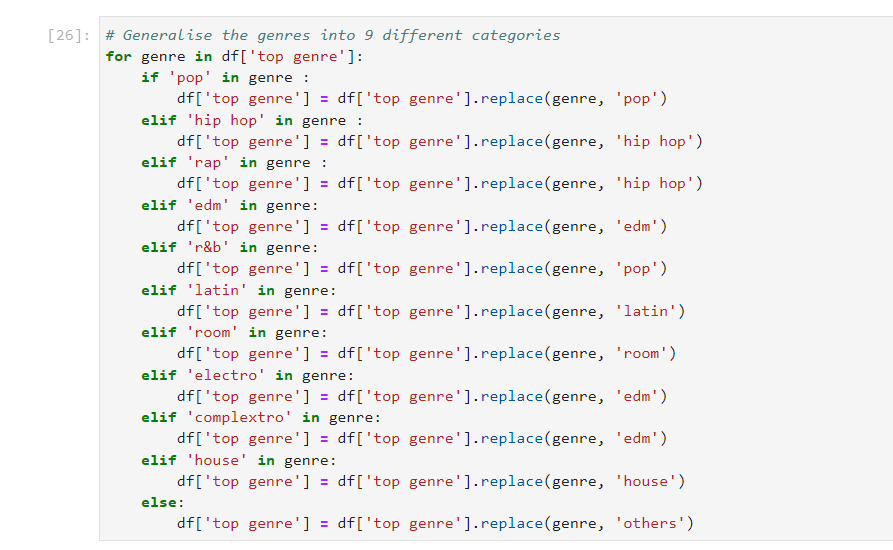 [26]: # Generalise the genres into 9 different categories
for genre in df['top genre']:
    if 'pop' in genre :
        df['top genre'] = df['top genre'].replace(genre, 'pop')
    elif 'hip hop' in genre :
        df['top genre'] = df['top genre'].replace(genre, 'hip hop')
    elif 'rap' in genre :
        df['top genre'] = df['top genre'].replace(genre, 'hip hop')
    elif 'edm' in genre:
        df['top genre'] = df['top genre'].replace(genre, 'edm')
    elif 'r&b' in genre:
        df['top genre'] = df['top genre'].replace(genre, 'pop')
    elif 'latin' in genre:
        df['top genre'] = df['top genre'].replace(genre, 'latin')
    elif 'room' in genre:
        df['top genre'] = df['top genre'].replace(genre, 'room')
    elif 'electro' in genre:
        df['top genre'] = df['top genre'].replace(genre, 'edm')
    elif 'complextro' in genre:
        df['top genre'] = df['top genre'].replace(genre, 'edm')
    elif 'house' in genre:
        df['top genre'] = df['top genre'].replace(genre, 'house')
    else:
        df['top genre'] = df['top genre'].replace(genre, 'others')